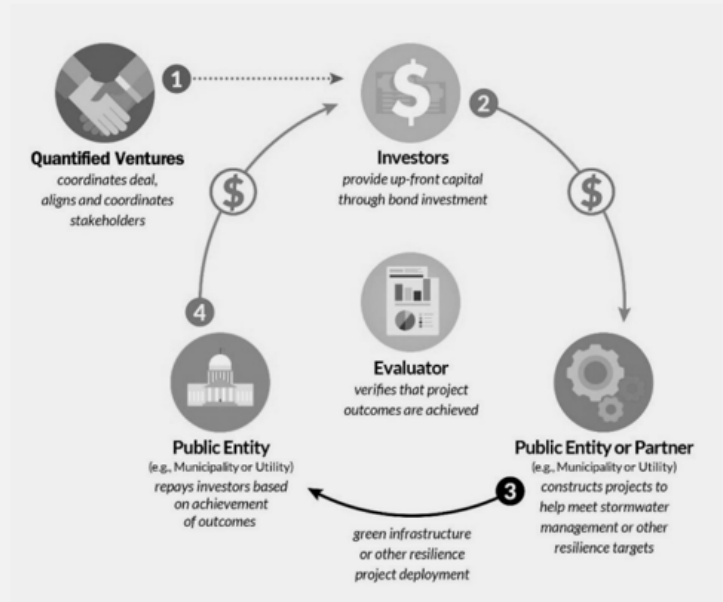 1
Quantified Ventures
coordinates deal,
aligns and coordinates
stakeholders
$
Investors
provide up-front capital
through bond investment
2
$
$
Evaluator
verifies that project
outcomes are achieved
Public Entity or Partner
(e.g., Municipality or Utility)
constructs projects to
help meet stormwater
management or other
resilience targets
3
green infrastructure
or other resilience
project deployment
4
Public Entity
(e.g., Municipality or Utility)
repays investors based
on achievement
of outcomes